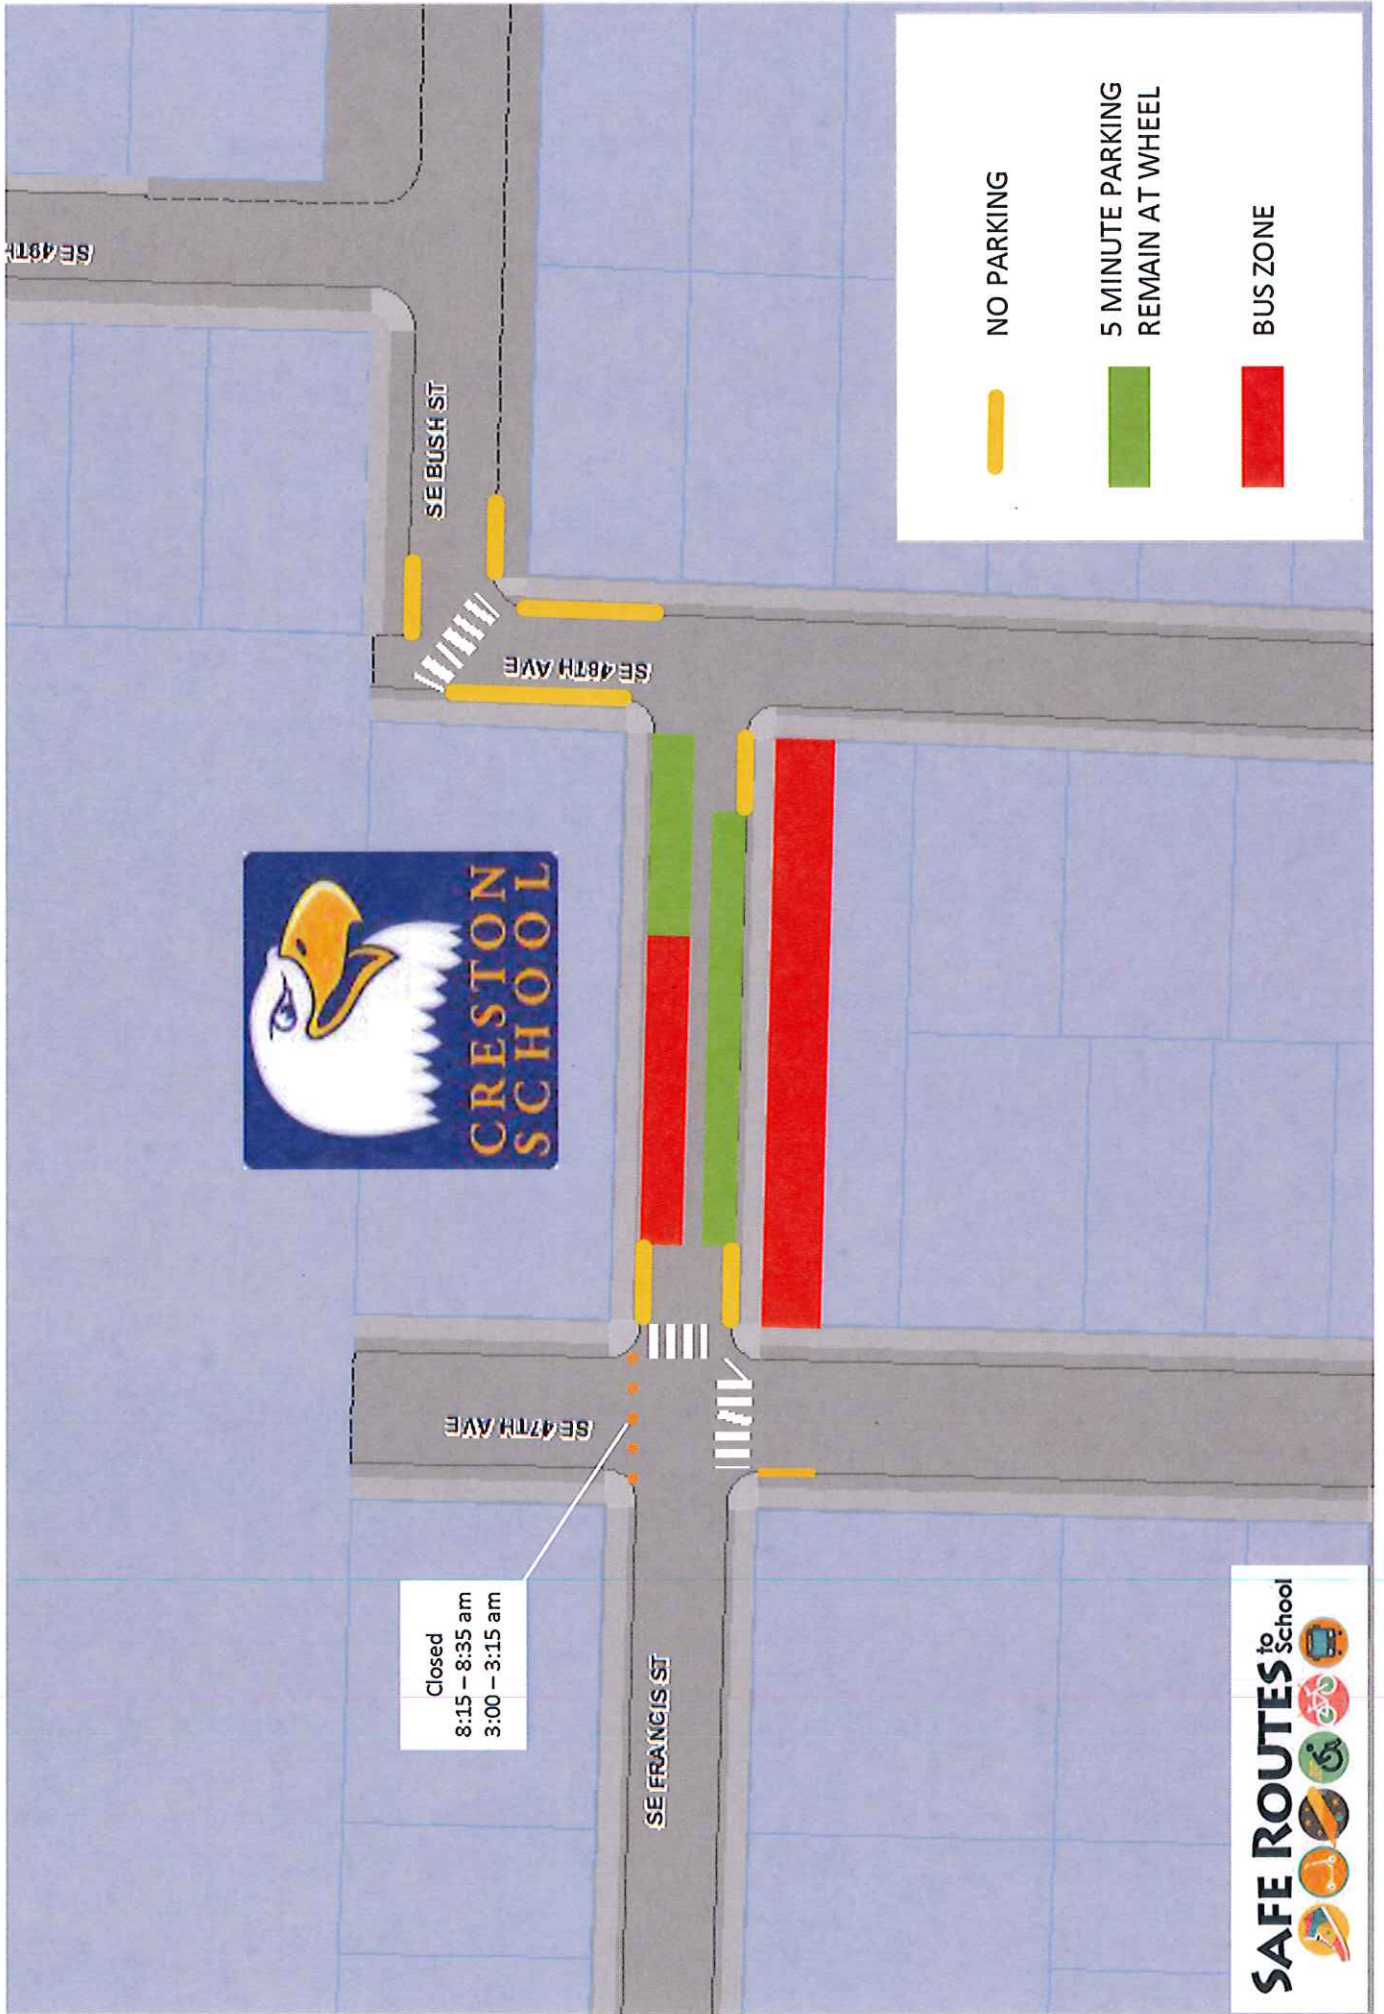 SE 49TH
SE BUSH ST
SE 48TH AVE
CRESTON
SCHOOL
SE 47TH AVE
Closed
8:15 – 8:35 am
3:00 – 3:15 am
SE FRANCIS ST
NO PARKING
5 MINUTE PARKING
REMAIN AT WHEEL
BUS ZONE
SAFE ROUTES to School